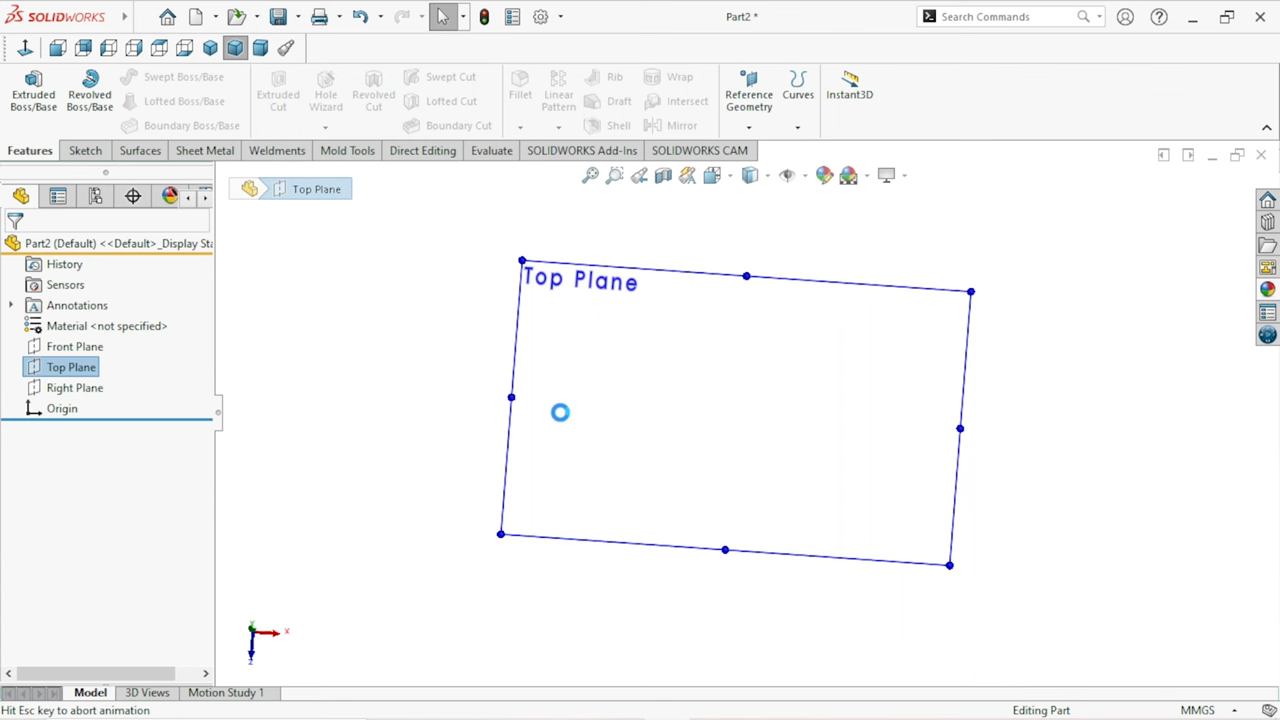 SOLIDWORKS
Part2 *
Search Commands
Extruded Boss/Base
Revolved Boss/Base
Swept Boss/Base
Lofted Boss/Base
Boundary Boss/Base
Extruded Cut
Hole Wizard
Revolved Cut
Swept Cut
Lofted Cut
Boundary Cut
Fillet
Linear Pattern
Rib
Draft
Shell
Wrap
Intersect
Mirror
Reference Geometry
Curves
Instant3D
Features
Sketch
Surfaces
Sheet Metal
Weldments
Mold Tools
Direct Editing
Evaluate
SOLIDWORKS Add-Ins
SOLIDWORKS CAM
Top Plane
Part2 (Default) <<Default>_Display Sta
History
Sensors
Annotations
Material <not specified>
Front Plane
Top Plane
Right Plane
Origin
Top Plane
Y
X
Z
Model
3D Views
Motion Study 1
Hit Esc key to abort animation
Editing Part
MMGS